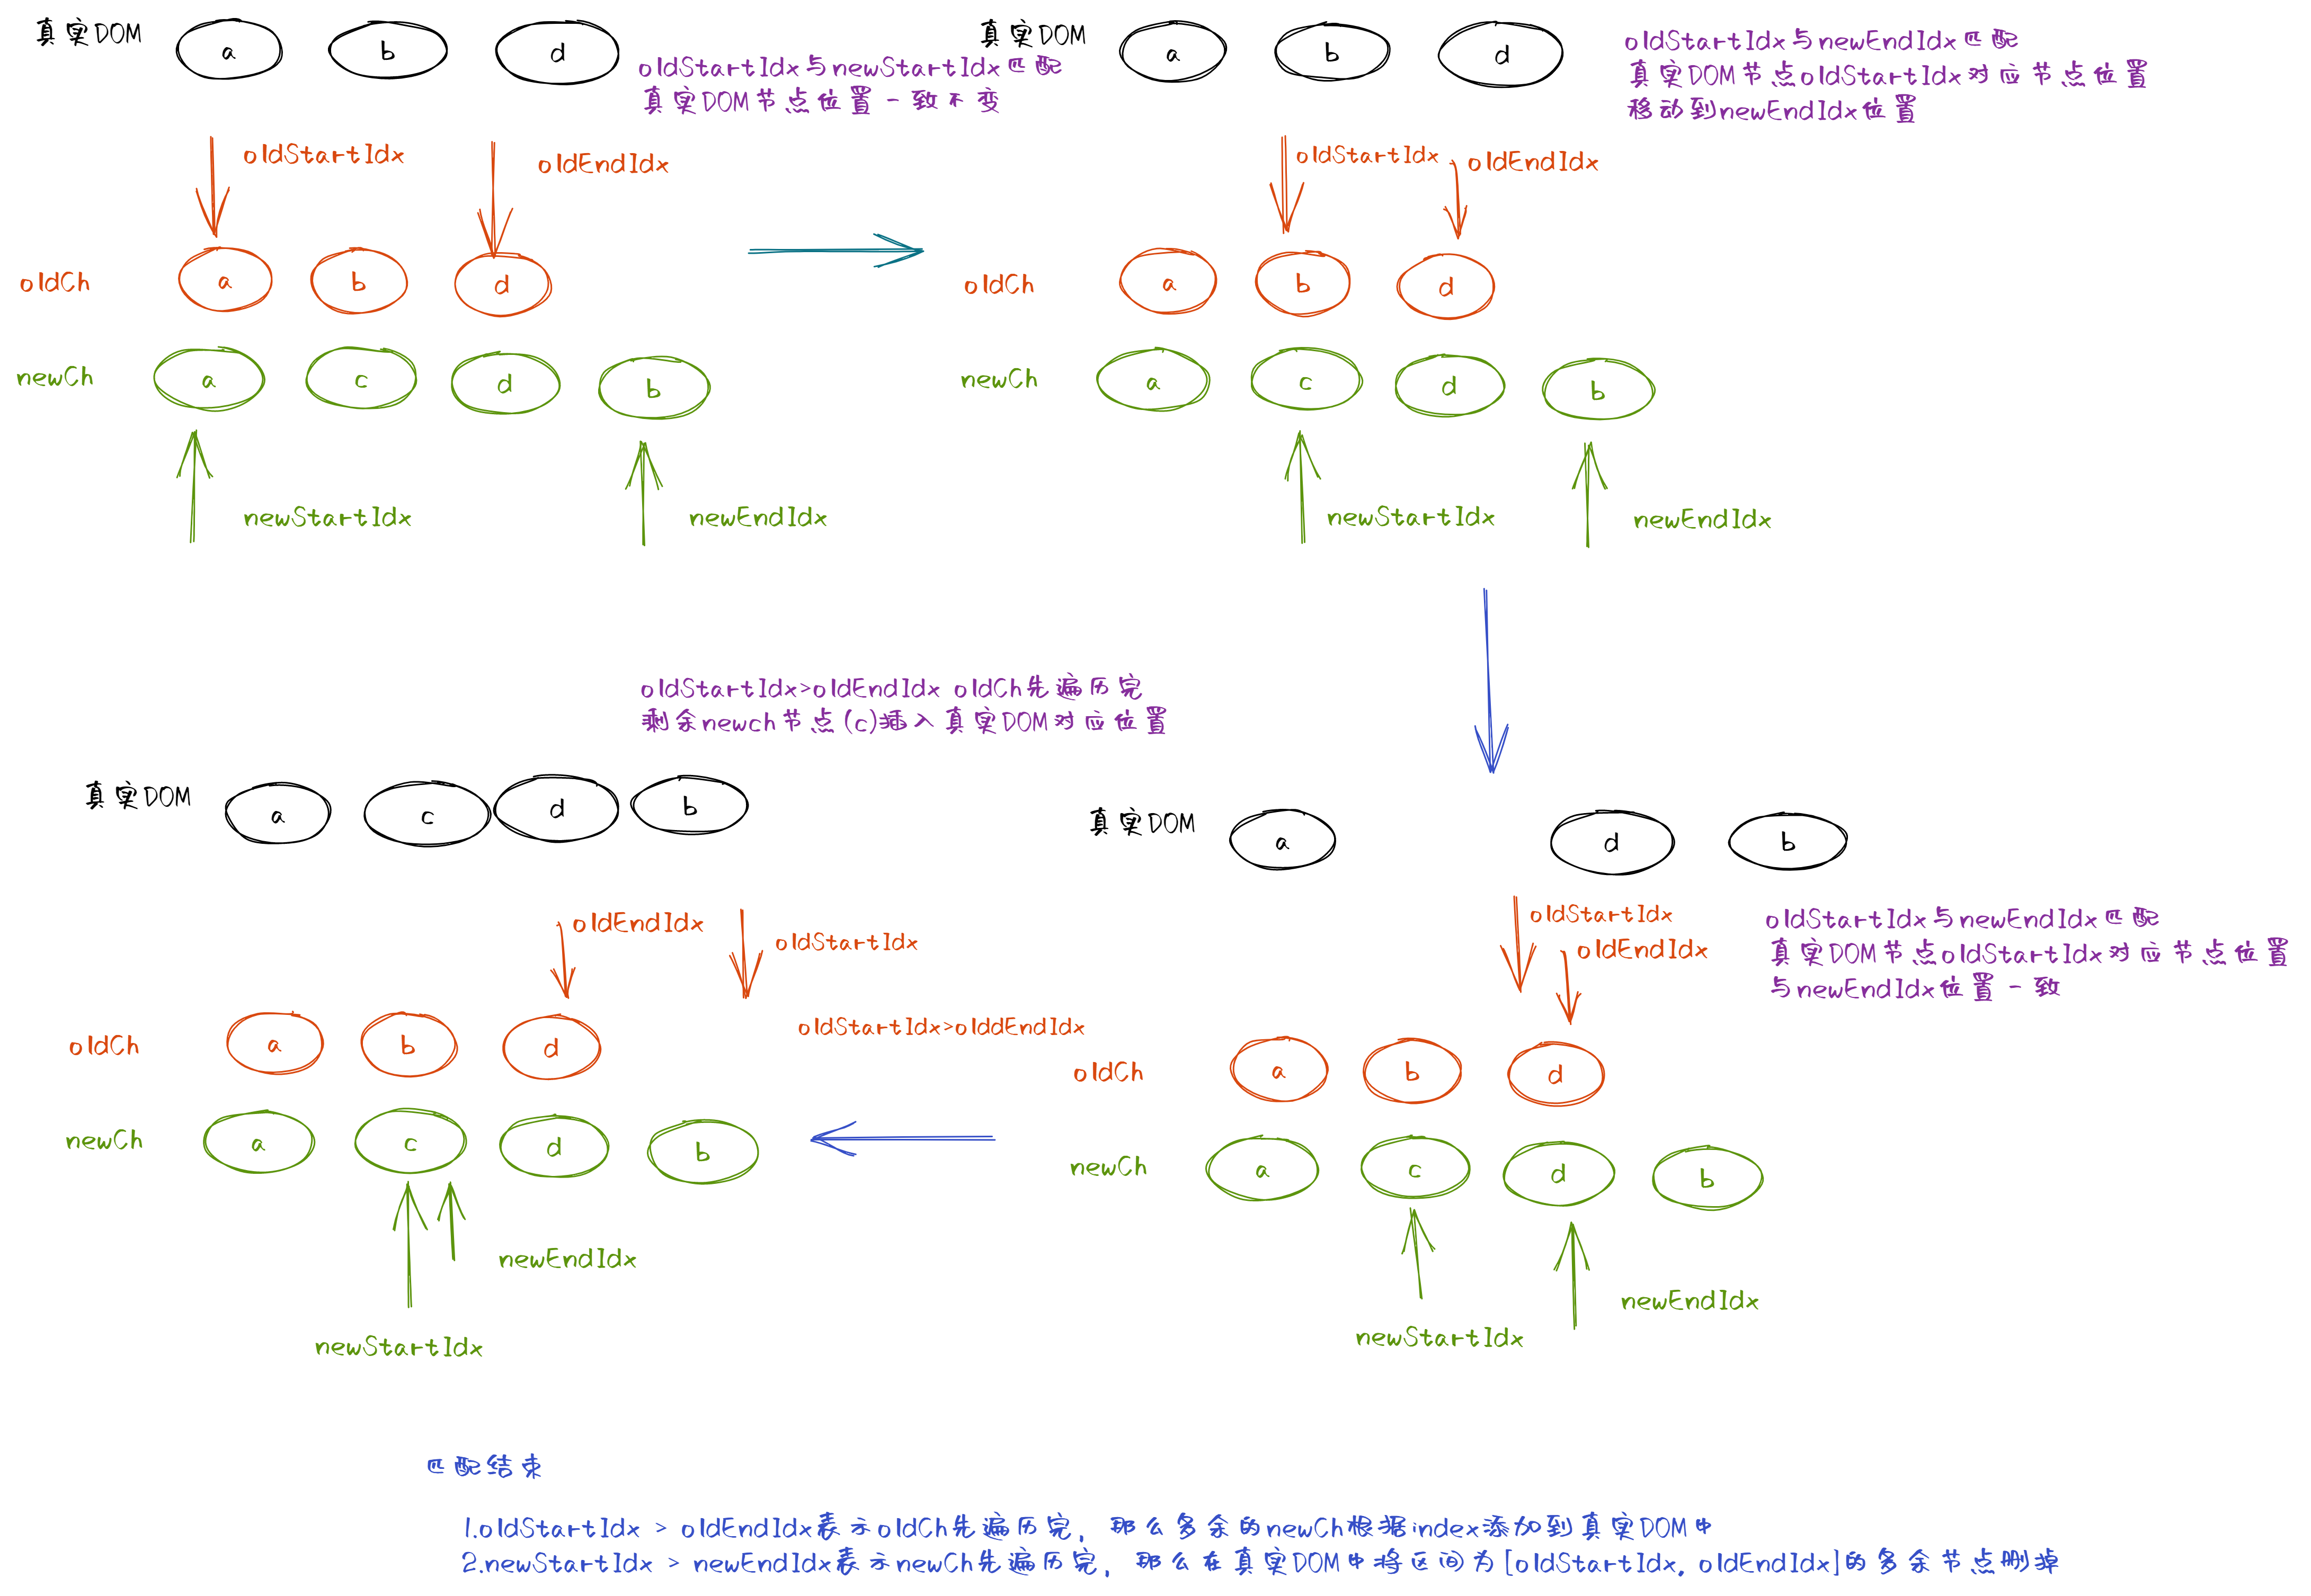 真实DOM
a
b
d
oldStartIdx与newStartIdx匹配
真实DOM节点位置一致不变
oldStartIdx
oldEndIdx
oldCh
a
b
d
newCh
a
c
d
b
newStartIdx
newEndIdx
真实DOM
a
b
d
oldStartIdx与newEndIdx匹配
真实DOM节点oldStartIdx对应节点位置
移动到newEndIdx位置
oldStartIdx
oldEndIdx
oldCh
a
b
d
newCh
a
c
d
b
newStartIdx
newEndIdx
真实DOM
a
d
b
oldStartIdx
oldEndIdx
oldStartIdx与newEndIdx匹配
真实DOM节点oldStartIdx对应节点位置
与newEndIdx位置一致
oldCh
a
b
d
newCh
a
c
d
b
newEndIdx
newStartIdx
oldStartIdx>oldEndIdx oldCh先遍历完
剩余newch节点(c)插入真实DOM对应位置
真实DOM
a
c
d
b
oldEndIdx
oldStartIdx
oldStartIdx>olddEndIdx
oldCh
a
b
d
newCh
a
c
d
b
newEndIdx
newStartIdx
匹配结束
1.oldStartIdx > oldEndIdx表示oldCh先遍历完，那么多余的newCh根据index添加到真实DOM中
2.newStartIdx > newEndIdx表示newCh先遍历完，那么在真实DOM中将区间为[oldStartIdx, oldEndIdx]的多余节点删掉